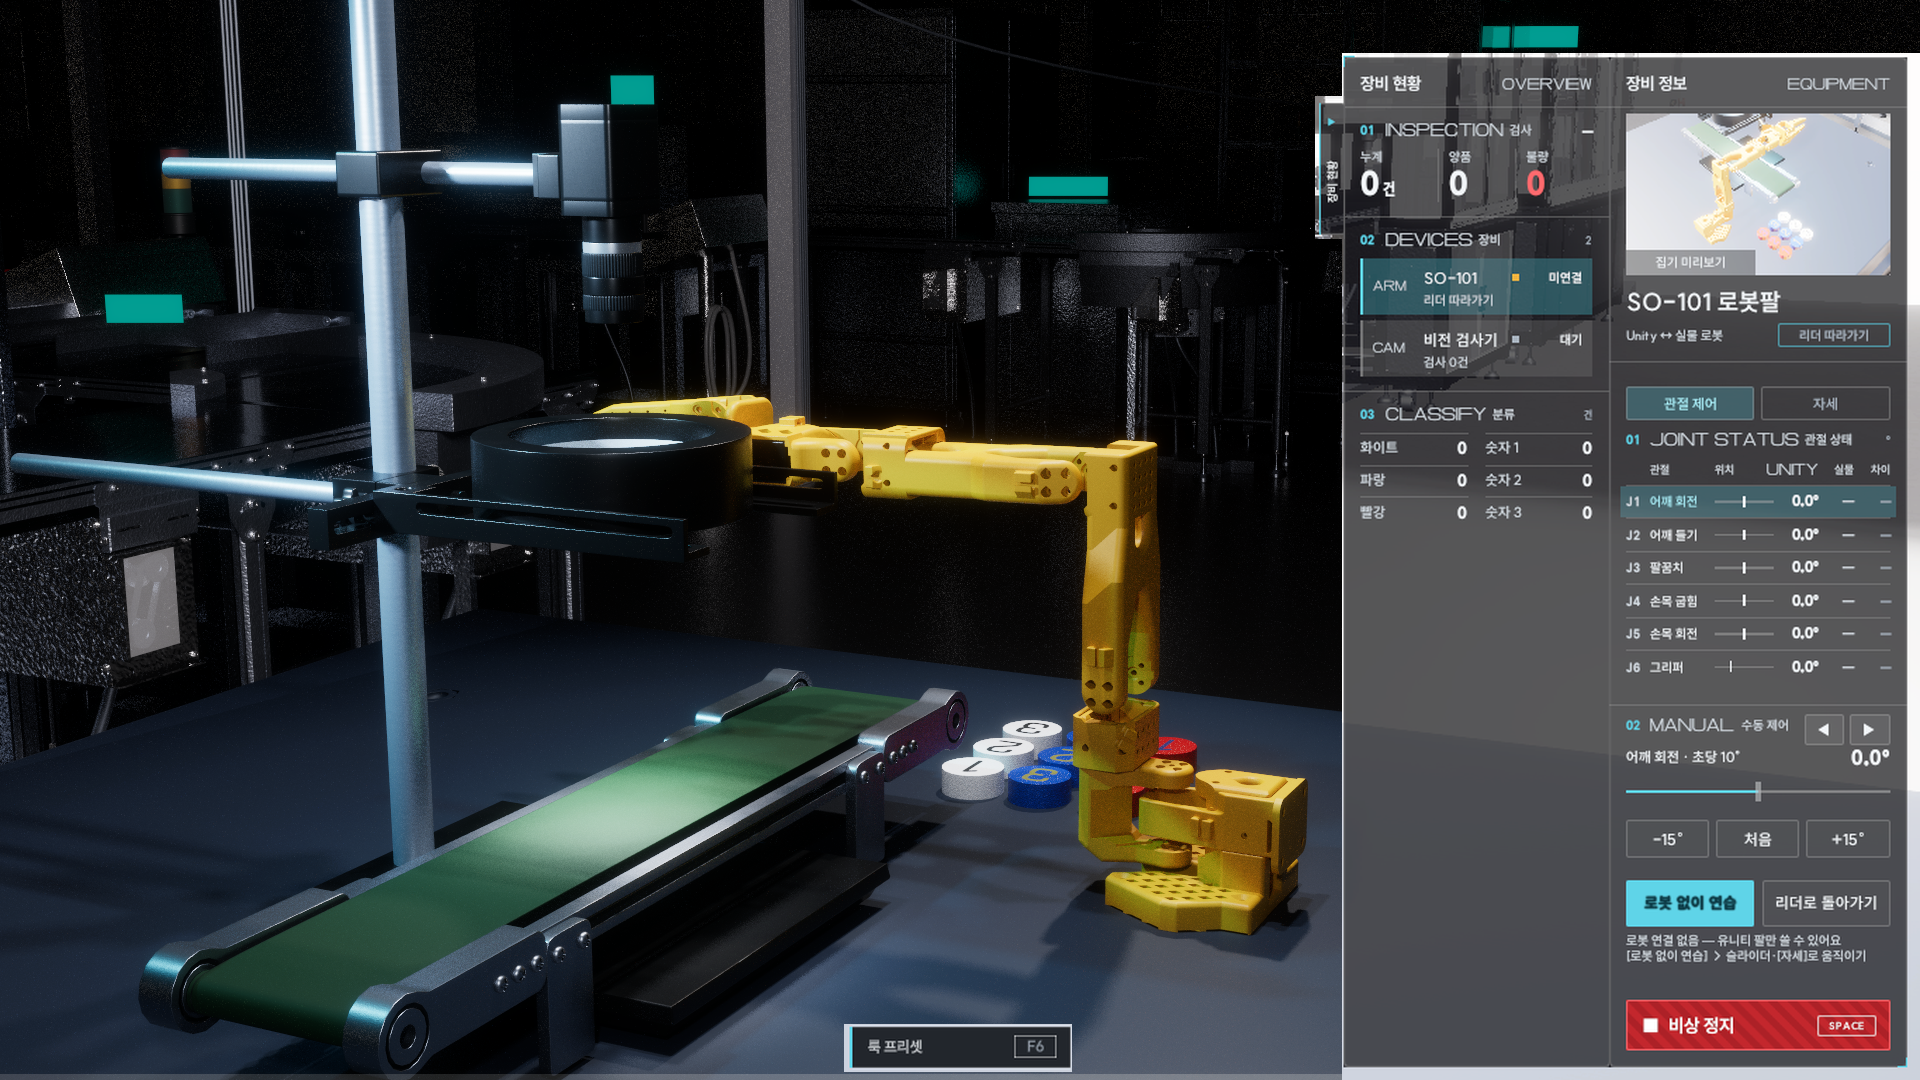 장비 현황 OVERVIEW
장비 현황
01 INSPECTION 검사 –
누계 양품 불량
0건 0 0
02 DEVICES 장비 2
ARM SO-101 미연결
리더 따라가기
CAM 비전 검사기 대기
검사 0건
03 CLASSIFY 분류 건
화이트 0 숫자 1 0
파랑 0 숫자 2 0
빨강 0 숫자 3 0
장비 정보 EQUIPMENT
집기 미리보기
SO-101 로봇팔
Unity ↔ 실물 로봇 리더 따라가기
관절 제어 자세
01 JOINT STATUS 관절 상태 °
관절 위치 UNITY 실물 차이
J1 어깨 회전 0.0° — —
J2 어깨 들기 0.0° — —
J3 팔꿈치 0.0° — —
J4 손목 굽힘 0.0° — —
J5 손목 회전 0.0° — —
J6 그리퍼 0.0° — —
02 MANUAL 수동 제어 ◀ ▶
어깨 회전 · 초당 10° 0.0°
-15° 처음 +15°
로봇 없이 연습 리더로 돌아가기
로봇 연결 없음 — 유니티 팔만 쓸 수 있어요
[로봇 없이 연습] > 슬라이더·[자세]로 움직이기
비상 정지 SPACE
3
2
1
3
룩 프리셋 F6